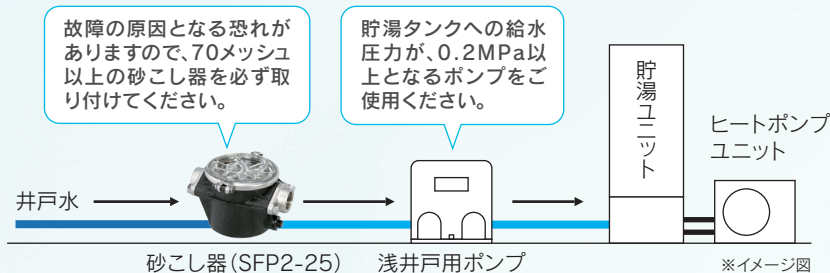 故障の原因となる恐れが
ありますので、70メッシュ
以上の砂こし器を必ず取
り付けてください。
貯湯タンクへの給水
圧力が、0.2MPa以
上となるポンプをご
使用ください。
貯湯ユニット
ヒートポンプ
ユニット
井戸水
砂こし器(SFP2-25)
浅井戸用ポンプ
※イメージ図